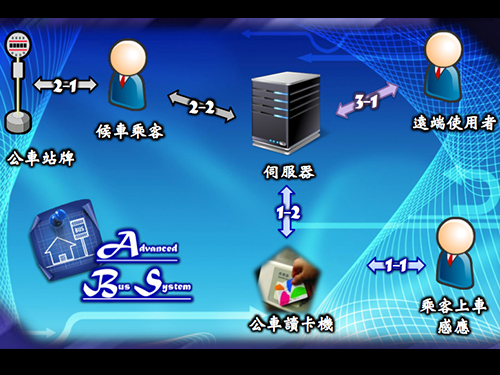 2-1
候車乘客
2-2
3-1
遠端使用者
公車站牌
伺服器
1-2
BUS
Advanced
Bus System
1-1
公車讀卡機
乘客上車
感應